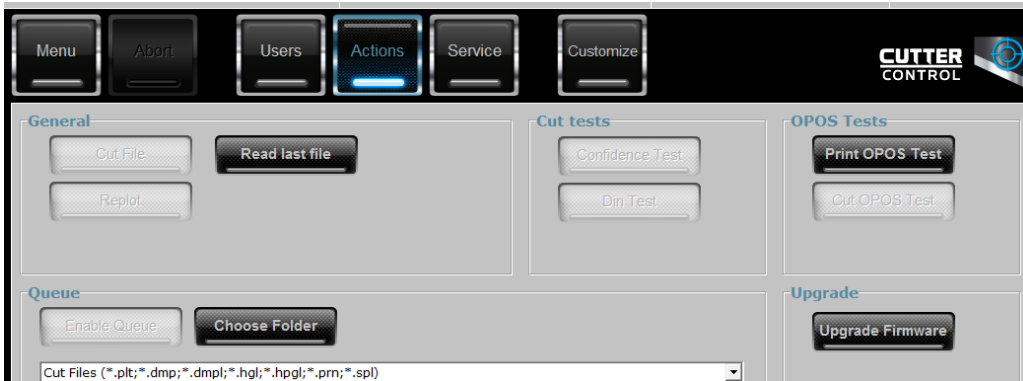 Menu
Abort
Users
Actions
Service
Customize
CUTTER
CONTROL
General
Cut tests
OPOS Tests
Cut File
Read last file
Confidence Test
Print OPOS Test
Replot
Din Test
Cut OPOS Test
Queue
Upgrade
Enable Queue
Choose Folder
Upgrade Firmware
Cut Files (*.plt;*.dmp;*.dmpl;*.hgl;*.hpgl;*.prn;*.spl)